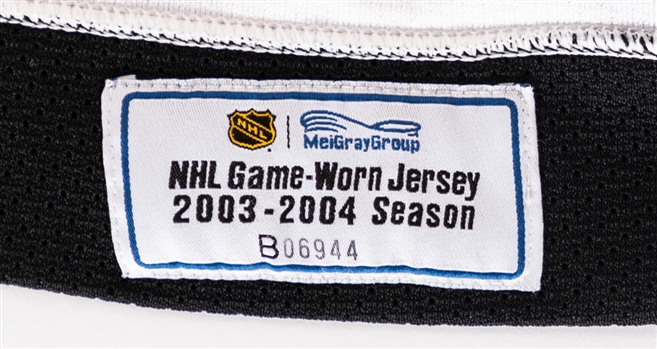 NHL | MeiGrayGroup
NHL Game-Worn Jersey
2003-2004 Season
B06944